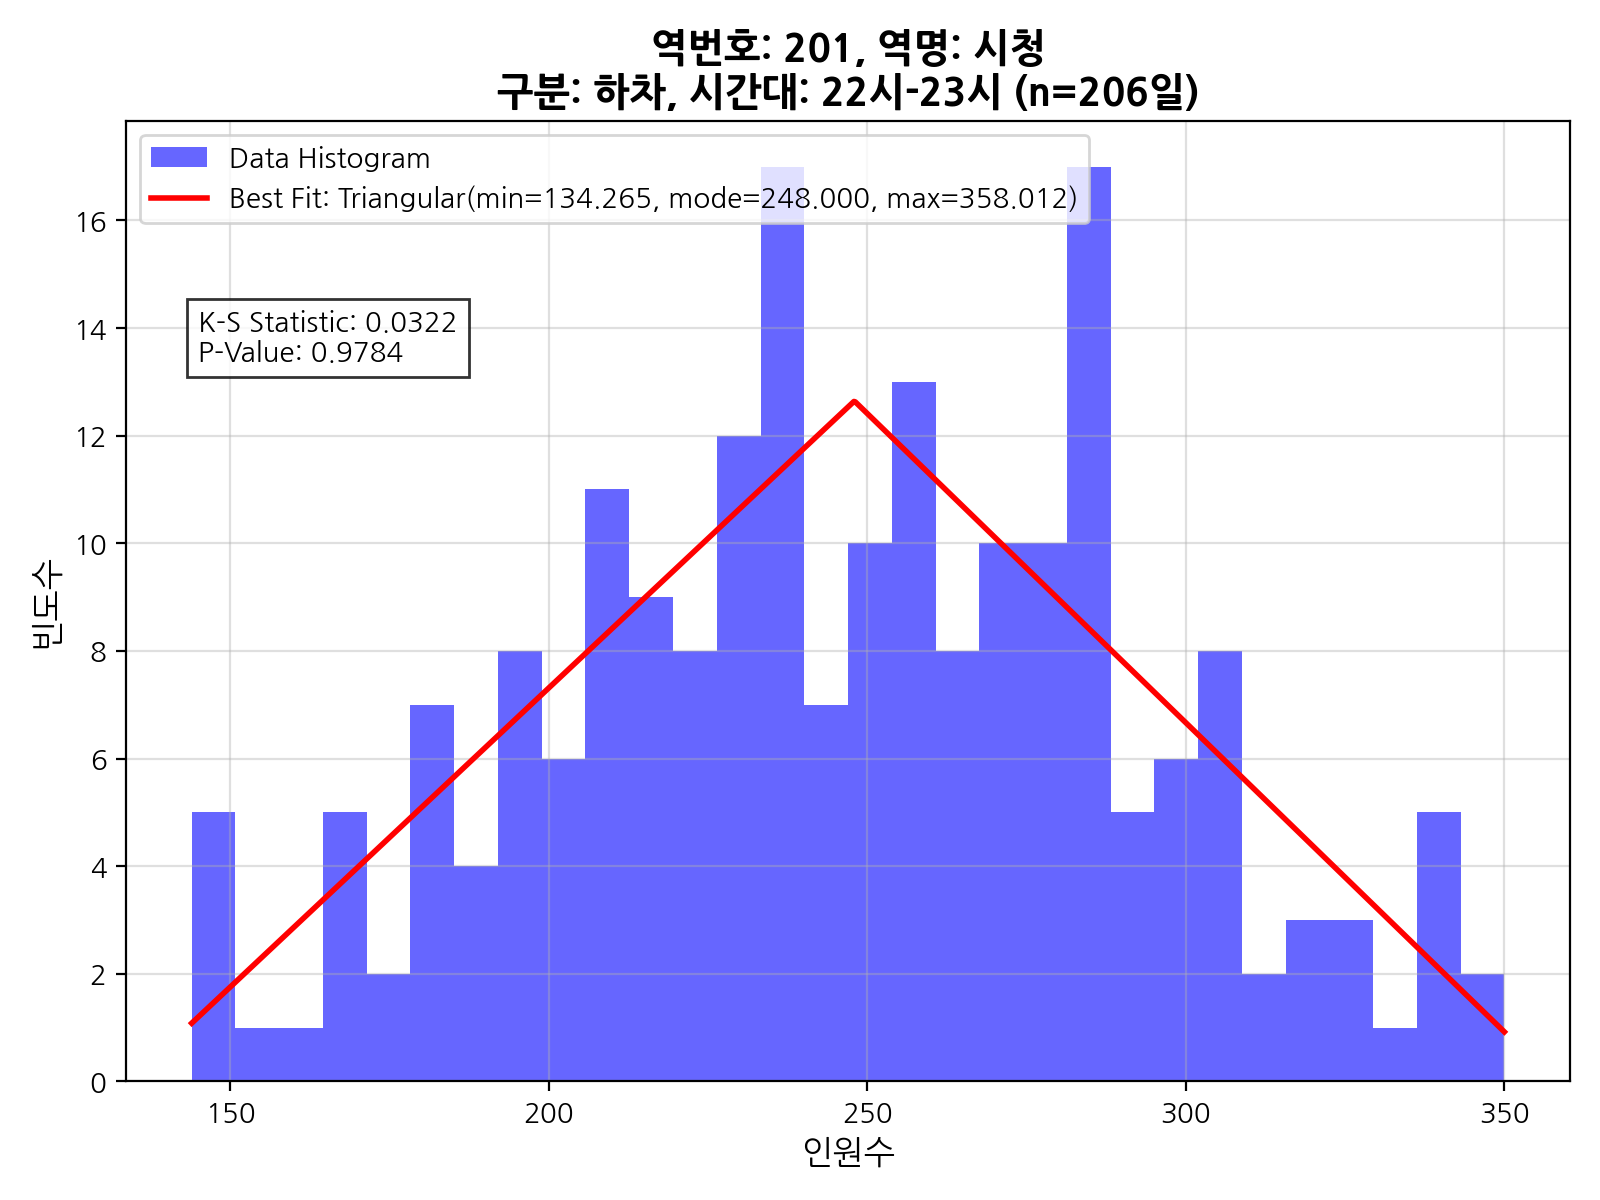 역번호: 201, 역명: 시청
구분: 하차, 시간대: 22시-23시 (n=206일)
Data Histogram
Best Fit: Triangular(min=134.265, mode=248.000, max=358.012)
K-S Statistic: 0.0322
P-Value: 0.9784
16
14
12
10
8
6
4
2
0
빈도수
150
200
250
300
350
인원수